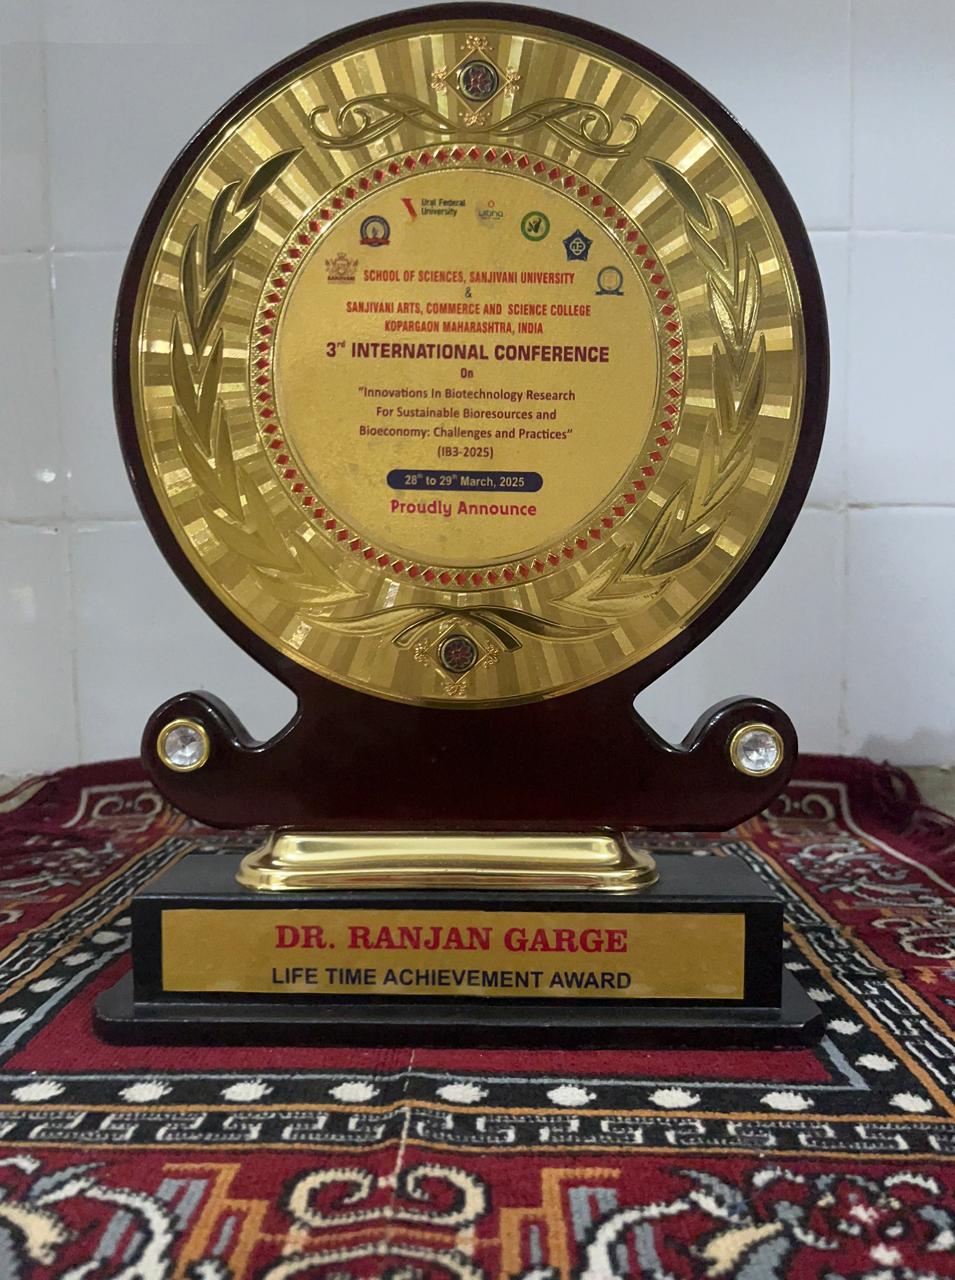 Ural Federal
University
SCHOOL OF SCIENCES, SANJIVANI UNIVERSITY
&
SANJIVANI ARTS, COMMERCE AND SCIENCE COLLEGE
KOPARGAON MAHARASHTRA, INDIA
3rd INTERNATIONAL CONFERENCE
On
"Innovations In Biotechnology Research
For Sustainable Bioresources and
Bioeconomy: Challenges and Practices"
(IB3-2025)
28th to 29th March, 2025
Proudly Announce
DR. RANJAN GARGE
LIFE TIME ACHIEVEMENT AWARD